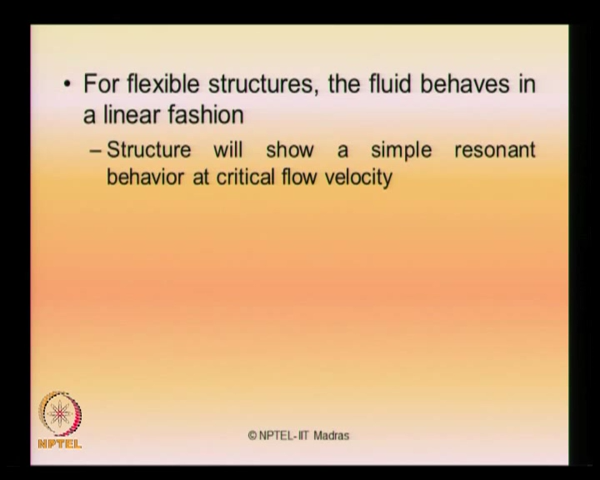 • For flexible structures, the fluid behaves in
a linear fashion
– Structure will show a simple resonant
behavior at critical flow velocity
NPTEL
© NPTEL- IIT Madras